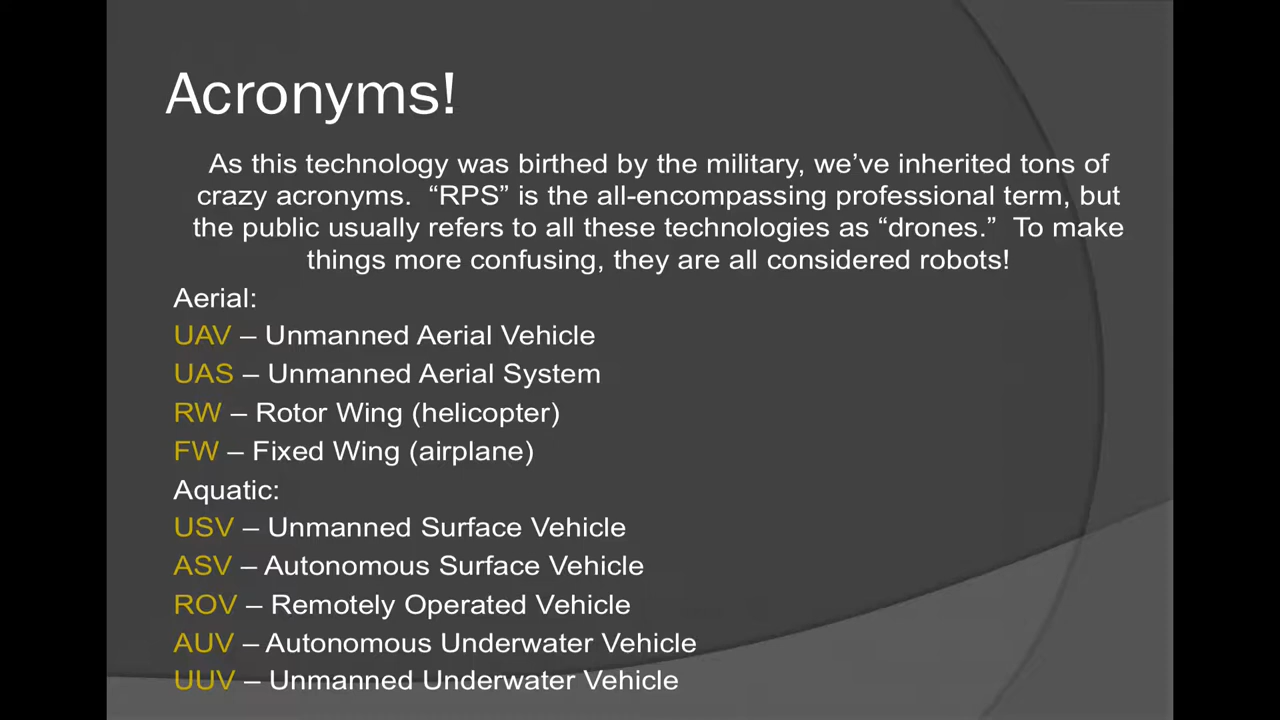 Acronyms!
As this technology was birthed by the military, we’ve inherited tons of
crazy acronyms.  “RPS” is the all-encompassing professional term, but
the public usually refers to all these technologies as “drones.”  To make
things more confusing, they are all considered robots!
Aerial:
UAV – Unmanned Aerial Vehicle
UAS – Unmanned Aerial System
RW – Rotor Wing (helicopter)
FW – Fixed Wing (airplane)
Aquatic:
USV – Unmanned Surface Vehicle
ASV – Autonomous Surface Vehicle
ROV – Remotely Operated Vehicle
AUV – Autonomous Underwater Vehicle
UUV – Unmanned Underwater Vehicle